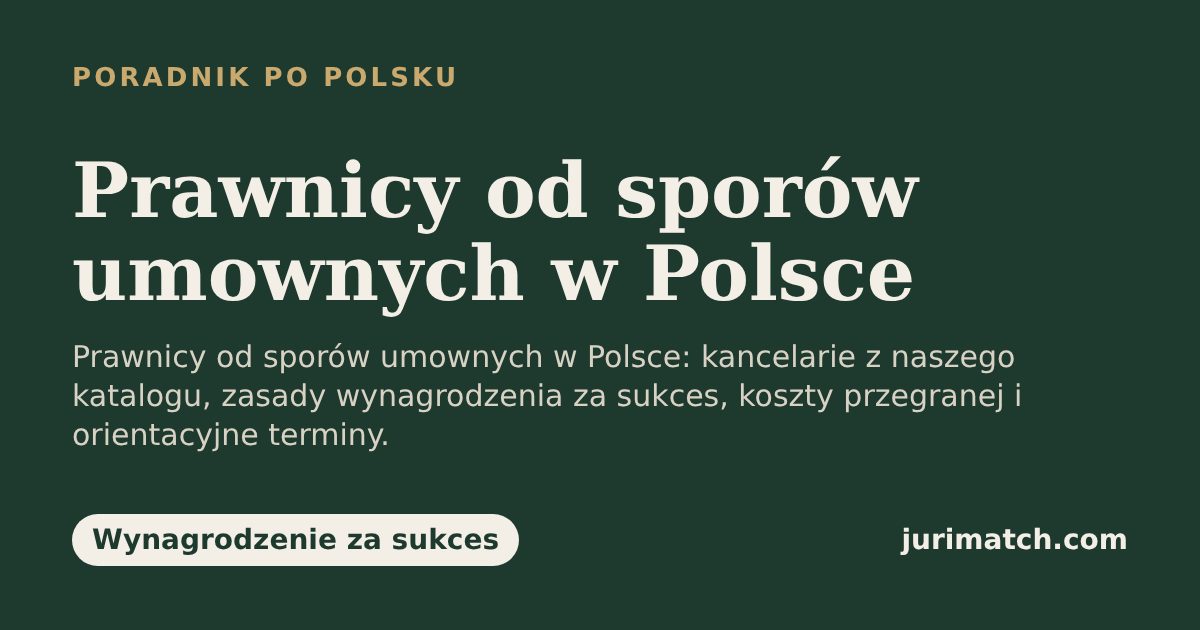 PORADNIK PO POLSKU
Prawnicy od sporów
umownych w Polsce
Prawnicy od sporów umownych w Polsce: kancelarie z naszego
katalogu, zasady wynagrodzenia za sukces, koszty przegranej i
orientacyjne terminy.
Wynagrodzenie za sukces
jurimatch.com